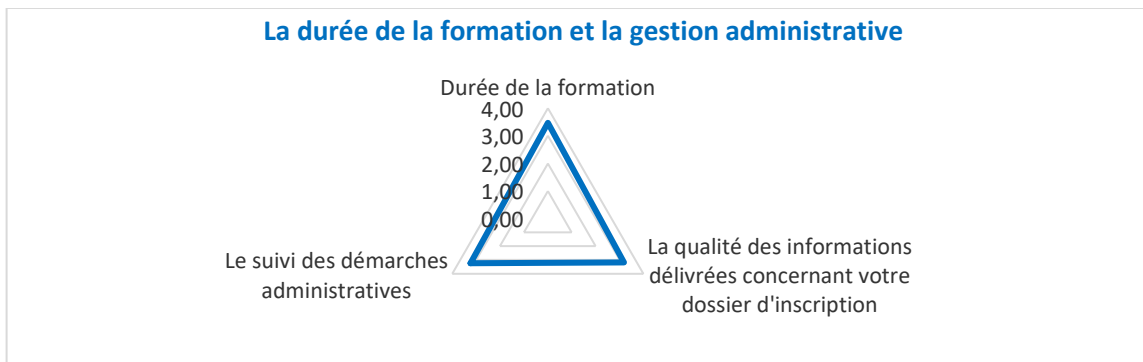 La durée de la formation et la gestion administrative
Durée de la formation
4,00
3,00
2,00
1,00
0,00
La qualité des informations
délivrées concernant votre
dossier d'inscription
Le suivi des démarches
administratives